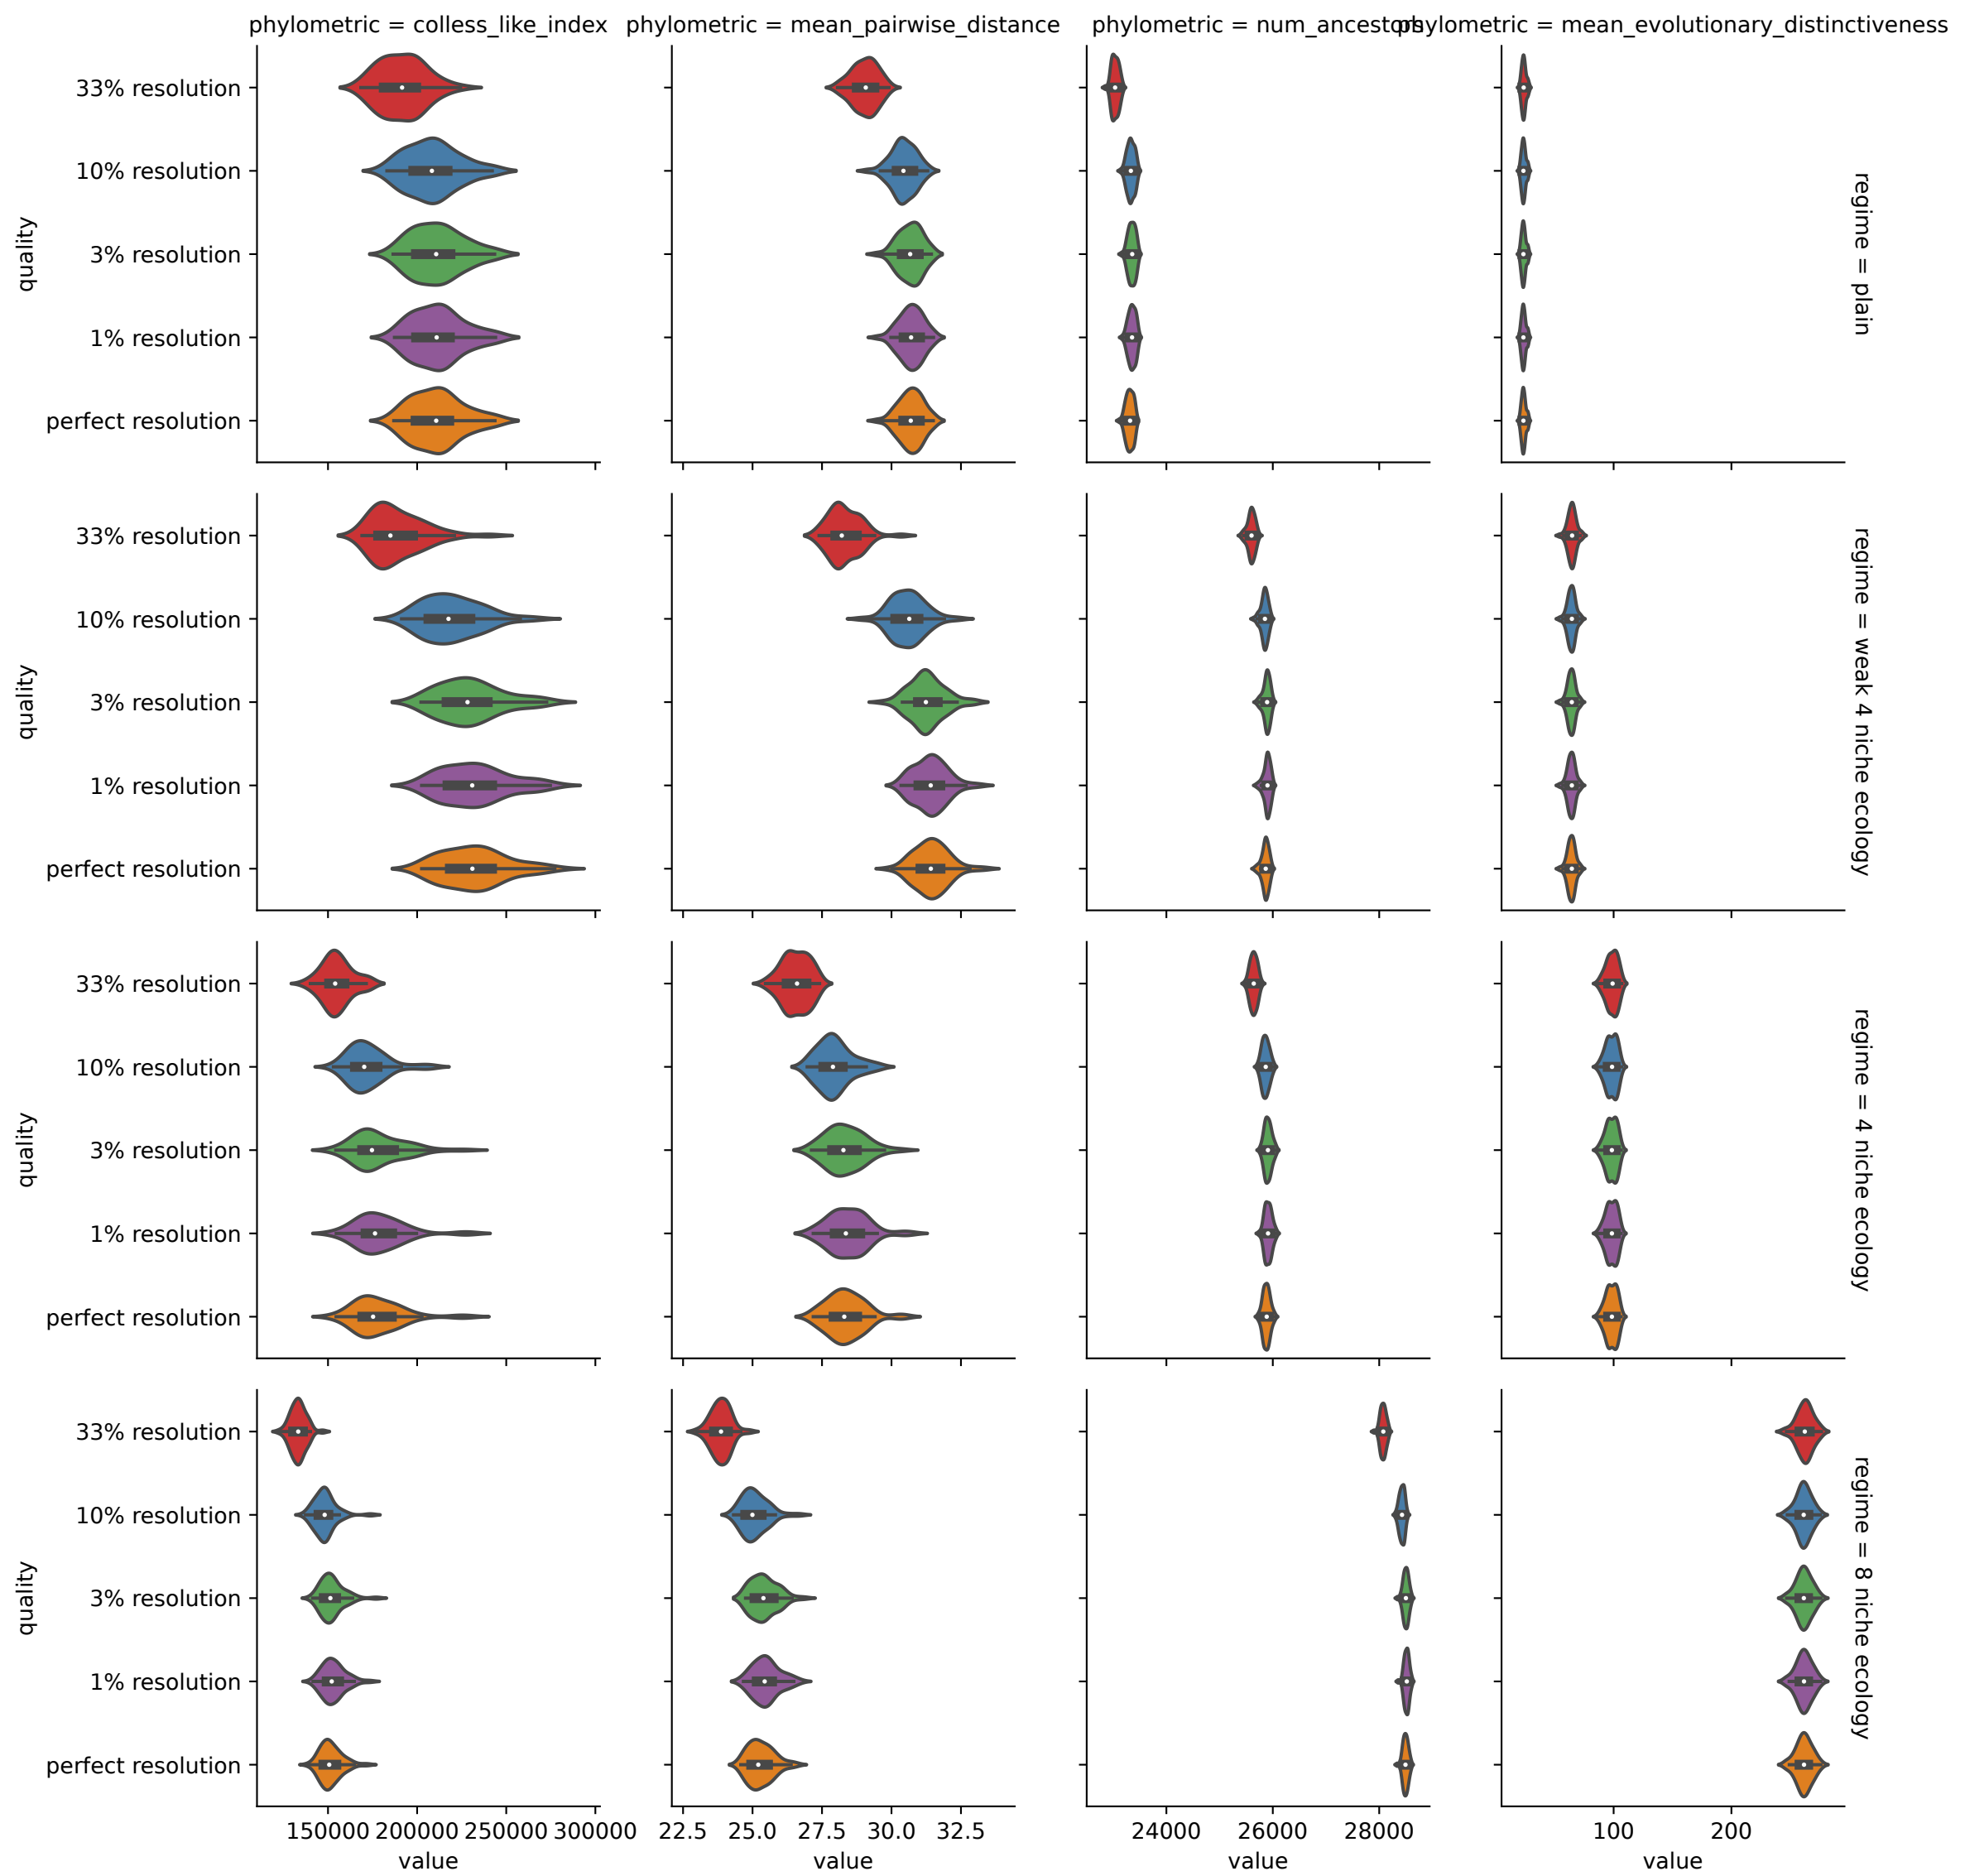 phylometric = colless_like_index
phylometric = mean_pairwise_distance
phylometric = num_ancestors
phylometric = mean_evolutionary_distinctiveness
33% resolution
10% resolution
3% resolution
1% resolution
perfect resolution
quality
regime = plain
33% resolution
10% resolution
3% resolution
1% resolution
perfect resolution
quality
regime = weak 4 niche ecology
33% resolution
10% resolution
3% resolution
1% resolution
perfect resolution
quality
regime = 4 niche ecology
33% resolution
10% resolution
3% resolution
1% resolution
perfect resolution
quality
regime = 8 niche ecology
150000 200000 250000 300000
value
22.5 25.0 27.5 30.0 32.5
value
24000 26000 28000
value
100 200
value